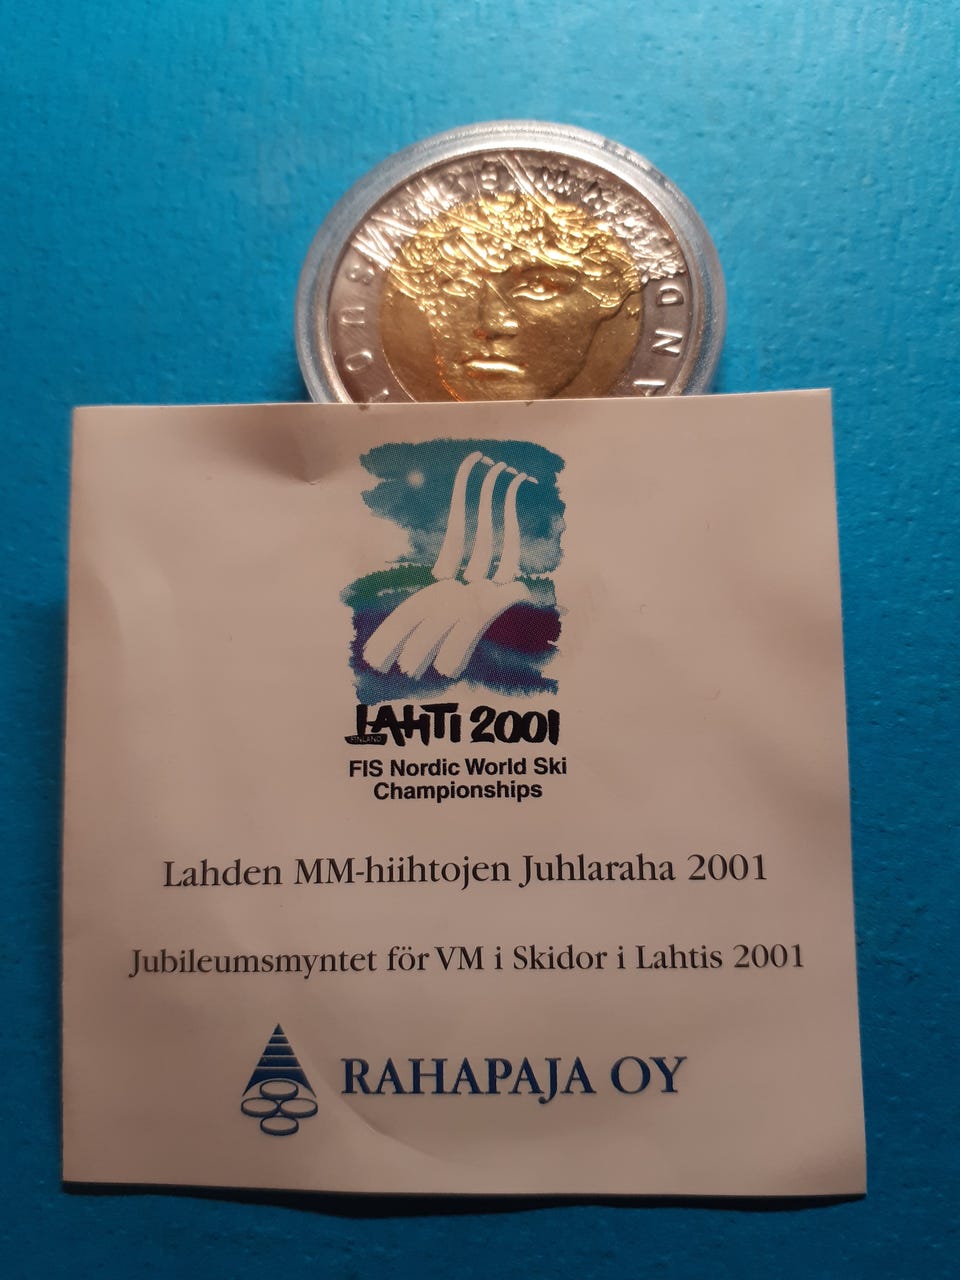 LAHTI 2001
FINLAND
FIS Nordic World Ski
Championships
Lahden MM-hiihtojen Juhlaraha 2001
Jubileumsmyntet för VM i Skidor i Lahtis 2001
RAHAPAJA OY